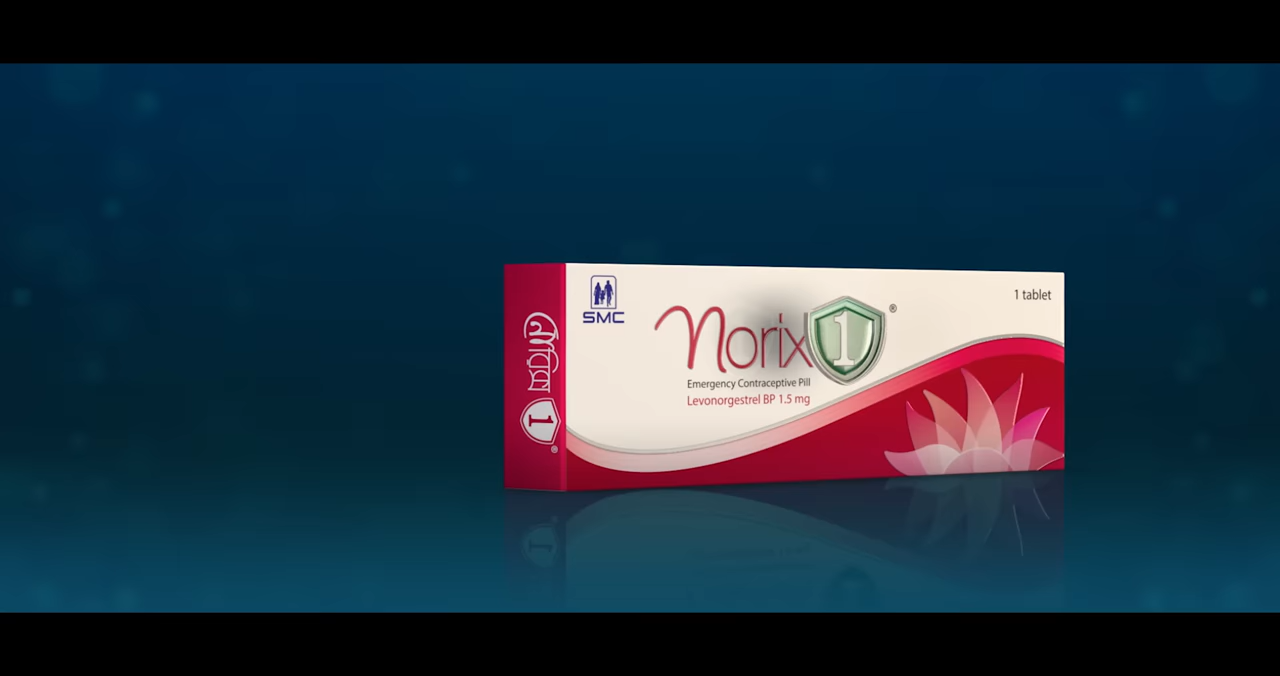 নোরিক্স
1
®
SMC
norix 1 ®
1 tablet
Emergency Contraceptive Pill
Levonorgestrel BP 1.5 mg